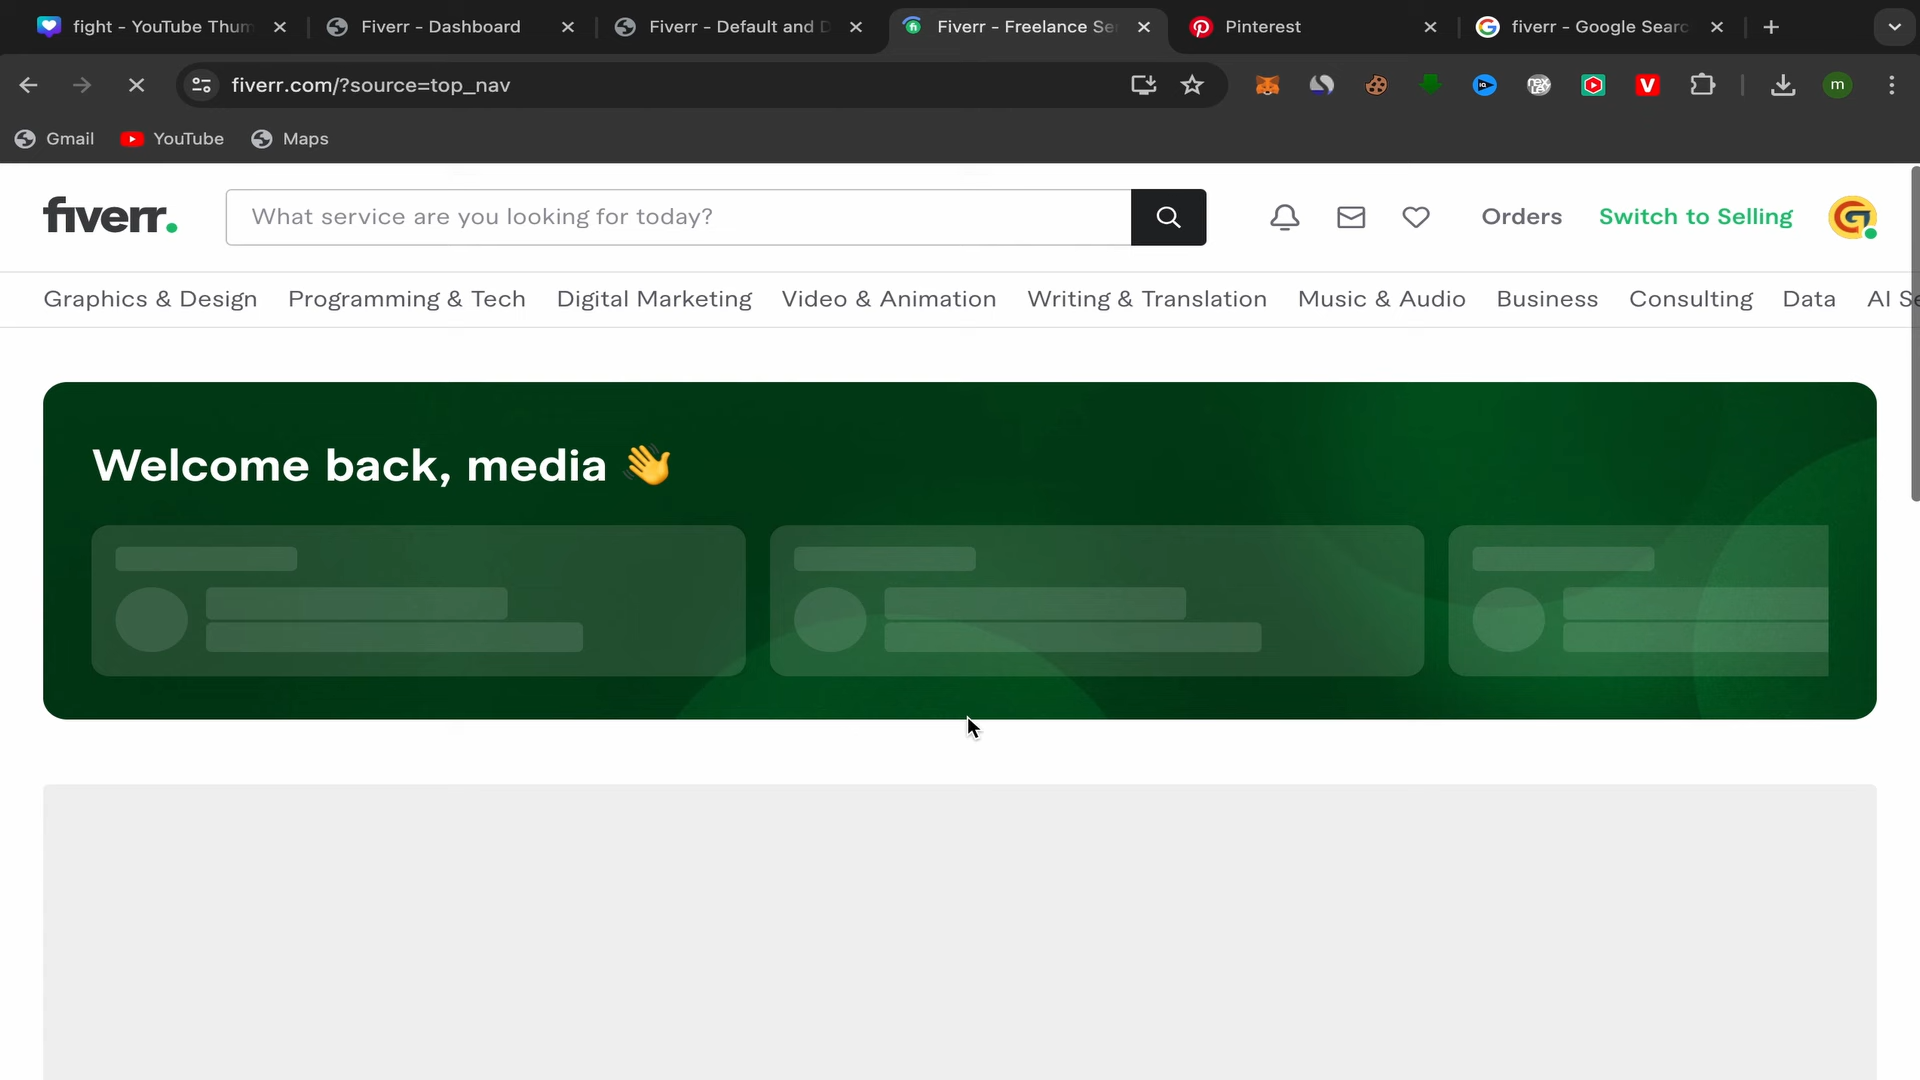 fight - YouTube Thum
Fiverr - Dashboard
Fiverr - Default and D
Fiverr - Freelance Se
Pinterest
fiverr - Google Searc
fiverr.com/?source=top_nav
m
Gmail
YouTube
Maps
fiverr.
What service are you looking for today?
Orders
Switch to Selling
Graphics & Design Programming & Tech Digital Marketing Video & Animation Writing & Translation Music & Audio Business Consulting Data AI Se
Welcome back, media 👋